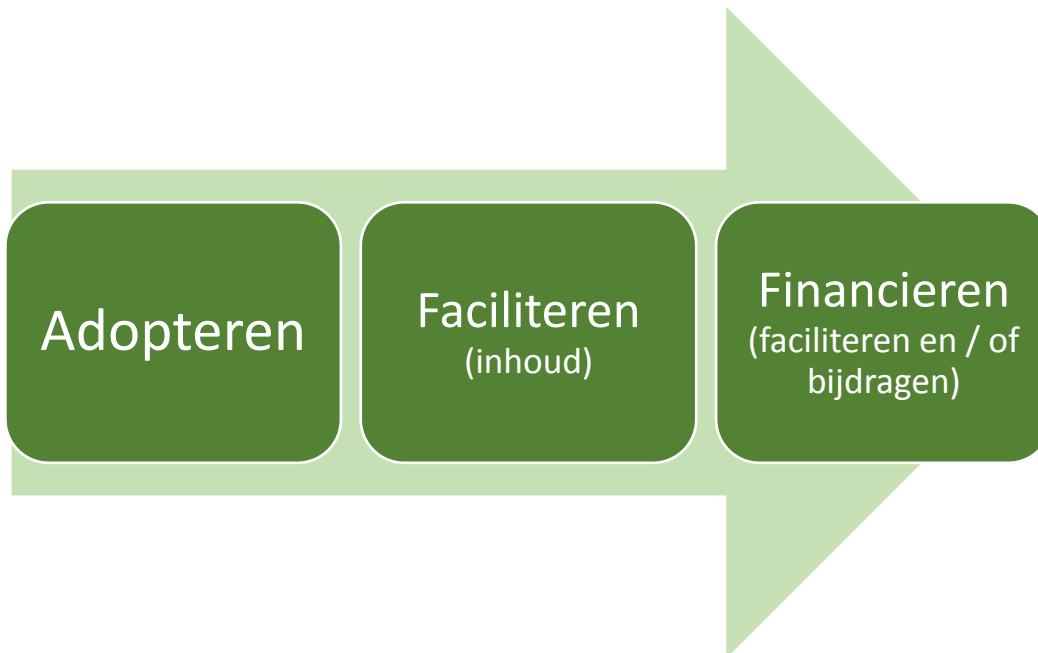 Adopteren
Faciliteren
(inhoud)
Financieren
(faciliteren en / of
bijdragen)